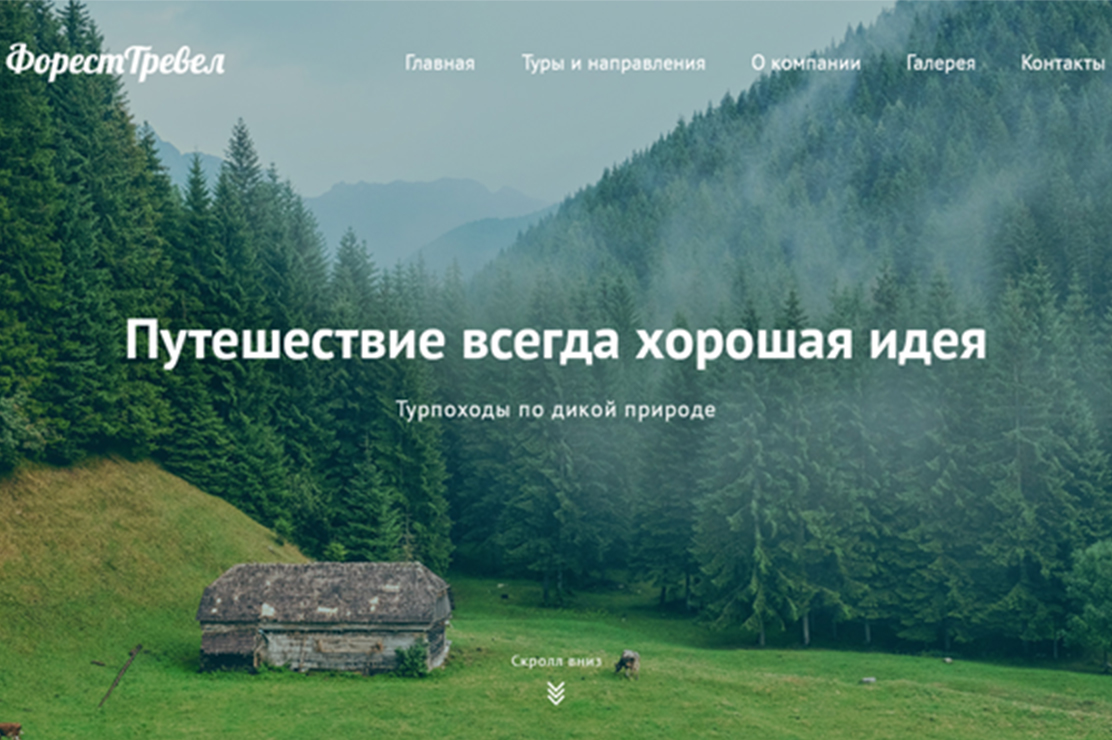 ФорестТревел
Главная Туры и направления О компании Галерея Контакты
Путешествие всегда хорошая идея
Турпоходы по дикой природе
Скролл вниз